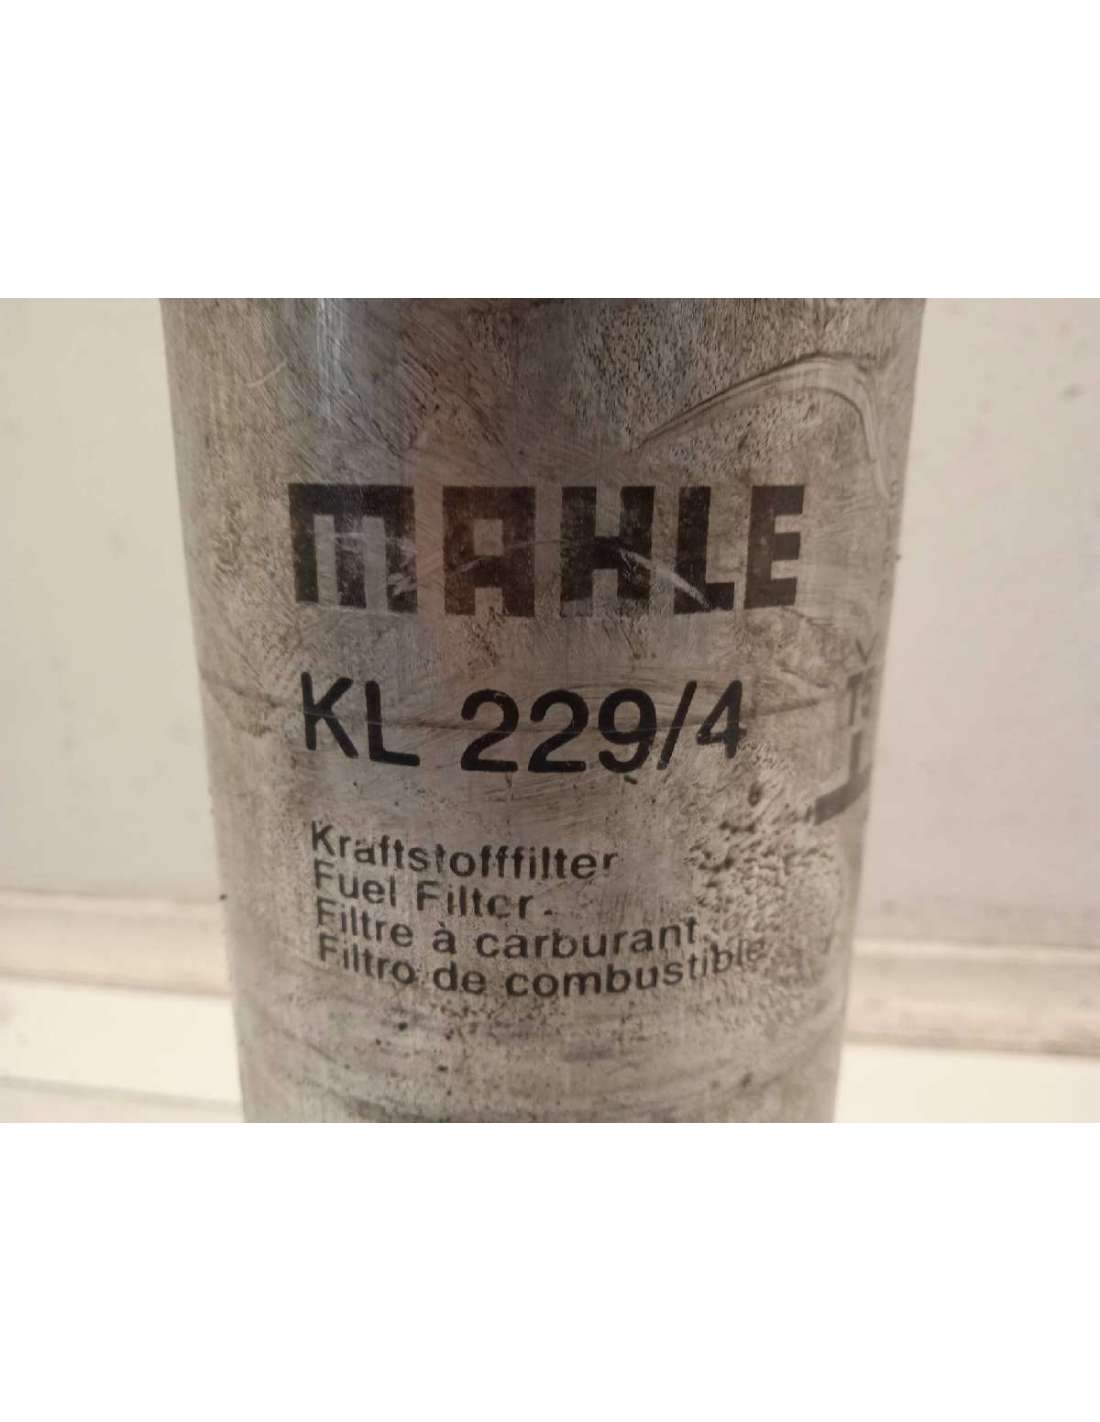 MAHLE
KL 229/4
Kraftstofffilter
Fuel Filter
Filtre à carburant
Filtro de combustible